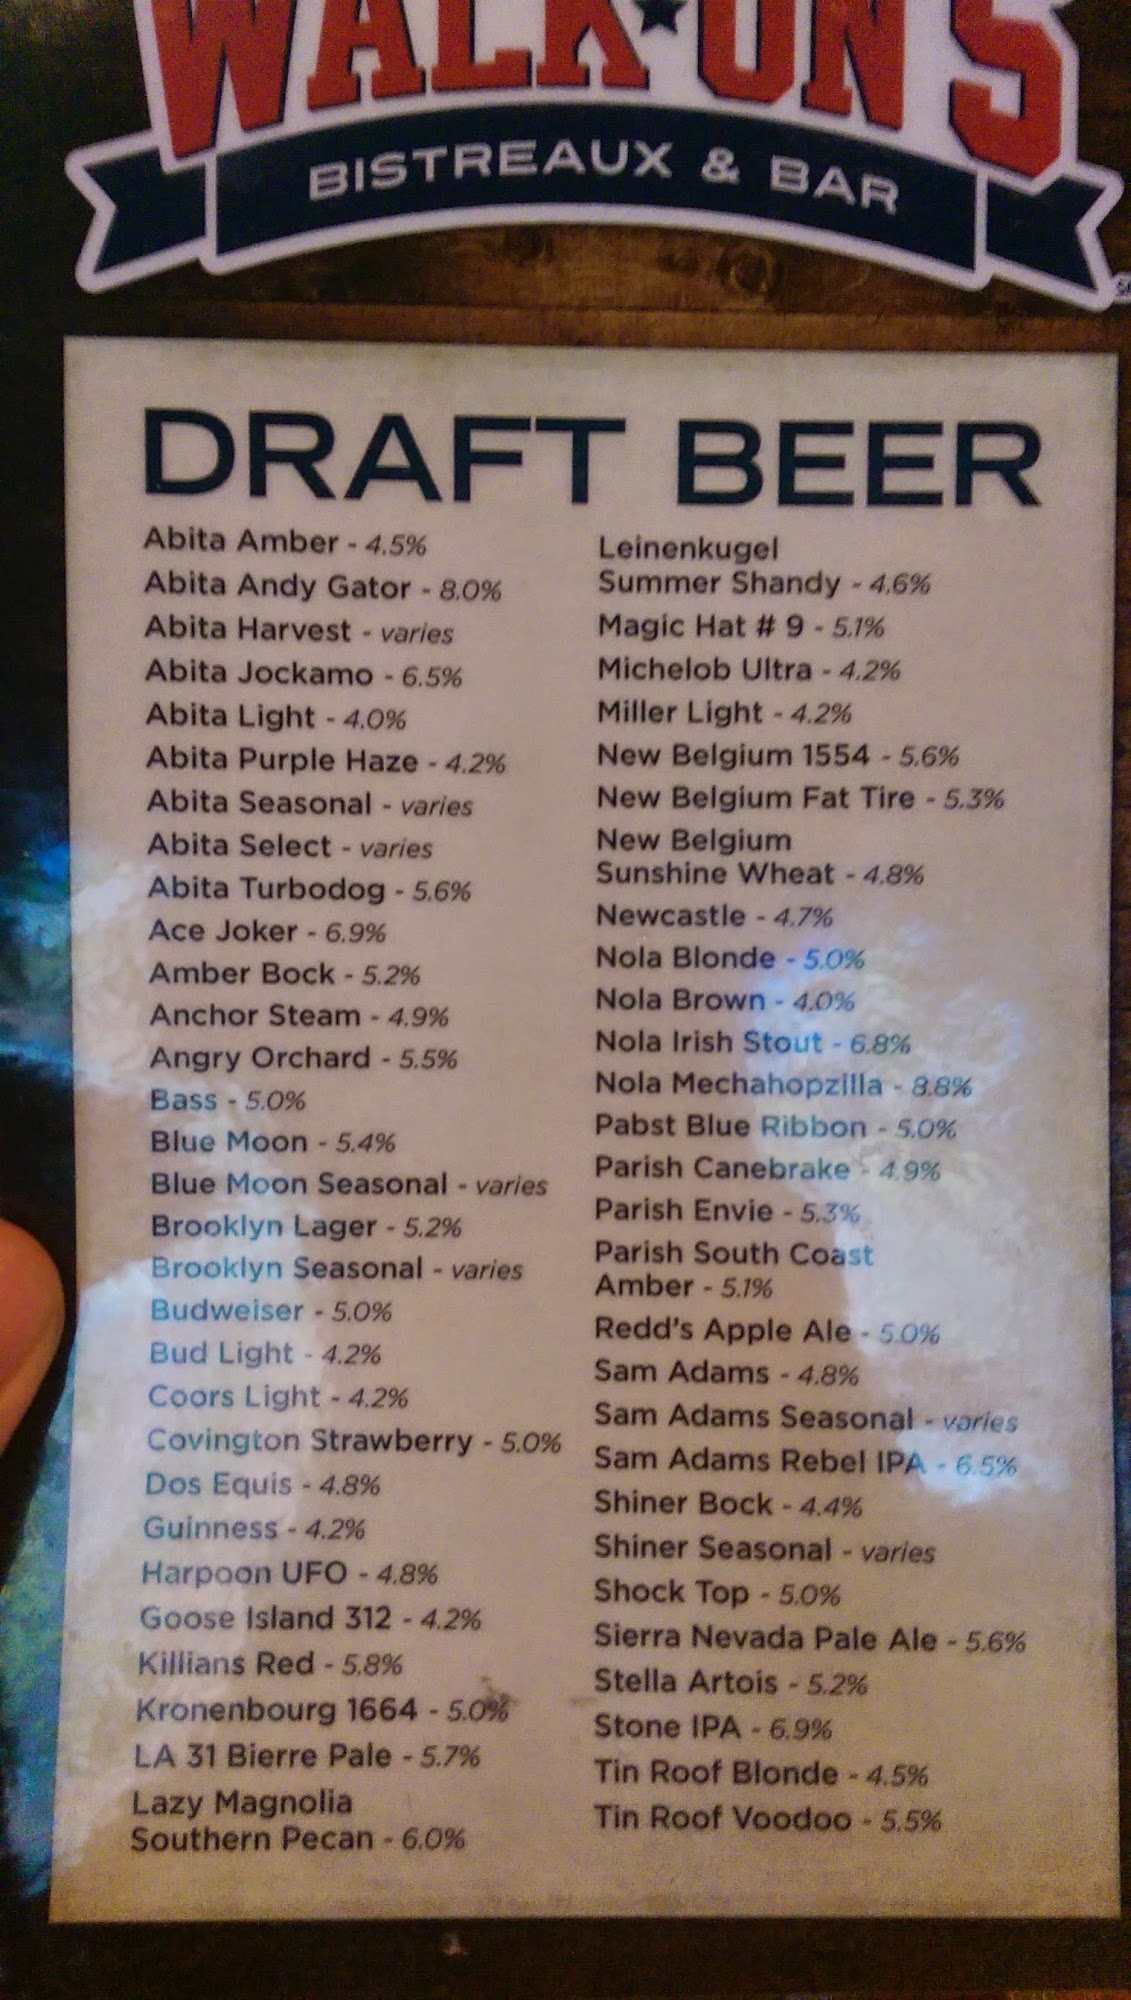 WALK★ON'S
BISTREAUX & BAR
DRAFT BEER
Abita Amber - 4.5%
Abita Andy Gator - 8.0%
Abita Harvest - varies
Abita Jockamo - 6.5%
Abita Light - 4.0%
Abita Purple Haze - 4.2%
Abita Seasonal - varies
Abita Select - varies
Abita Turbodog - 5.6%
Ace Joker - 6.9%
Amber Bock - 5.2%
Anchor Steam - 4.9%
Angry Orchard - 5.5%
Bass - 5.0%
Blue Moon - 5.4%
Blue Moon Seasonal - varies
Brooklyn Lager - 5.2%
Brooklyn Seasonal - varies
Budweiser - 5.0%
Bud Light - 4.2%
Coors Light - 4.2%
Covington Strawberry - 5.0%
Dos Equis - 4.8%
Guinness - 4.2%
Harpoon UFO - 4.8%
Goose Island 312 - 4.2%
Killians Red - 5.8%
Kronenbourg 1664 - 5.0%
LA 31 Bierre Pale - 5.7%
Lazy Magnolia
Southern Pecan - 6.0%
Leinenkugel
Summer Shandy - 4.6%
Magic Hat # 9 - 5.1%
Michelob Ultra - 4.2%
Miller Light - 4.2%
New Belgium 1554 - 5.6%
New Belgium Fat Tire - 5.3%
New Belgium
Sunshine Wheat - 4.8%
Newcastle - 4.7%
Nola Blonde - 5.0%
Nola Brown - 4.0%
Nola Irish Stout - 6.8%
Nola Mechahopzilla - 8.8%
Pabst Blue Ribbon - 5.0%
Parish Canebrake - 4.9%
Parish Envie - 5.3%
Parish South Coast
Amber - 5.1%
Redd's Apple Ale - 5.0%
Sam Adams - 4.8%
Sam Adams Seasonal - varies
Sam Adams Rebel IPA - 6.5%
Shiner Bock - 4.4%
Shiner Seasonal - varies
Shock Top - 5.0%
Sierra Nevada Pale Ale - 5.6%
Stella Artois - 5.2%
Stone IPA - 6.9%
Tin Roof Blonde - 4.5%
Tin Roof Voodoo - 5.5%